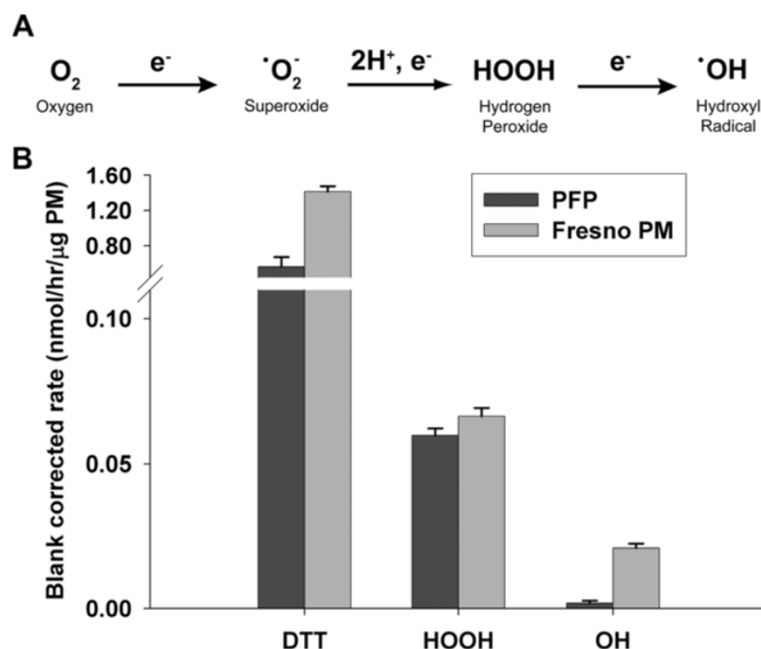 A
O₂ e⁻ •O₂⁻ 2H⁺, e⁻ HOOH e⁻ •OH
Oxygen Superoxide Hydrogen Peroxide Hydroxyl Radical
B
Blank corrected rate (nmol/hr/µg PM)
1.60
1.20
0.80
0.10
0.05
0.00
PFP
Fresno PM
DTT HOOH OH